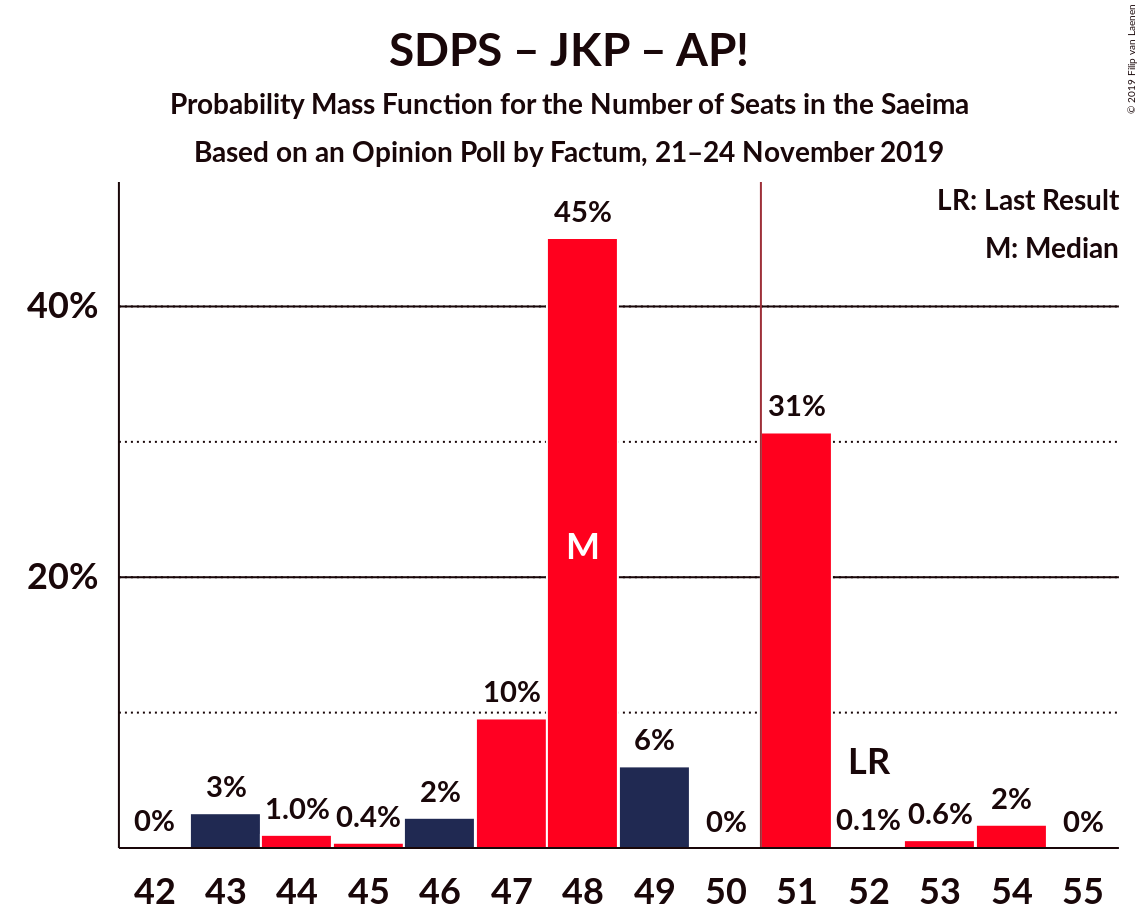 SDPS – JKP – AP!
Probability Mass Function for the Number of Seats in the Saeima
Based on an Opinion Poll by Factum, 21–24 November 2019
© 2019 Filip van Laenen
LR: Last Result
M: Median
40%
20%
0%
3%
1.0%
0.4%
2%
10%
45%
M
6%
0%
31%
LR
0.1%
0.6%
2%
0%
42 43 44 45 46 47 48 49 50 51 52 53 54 55